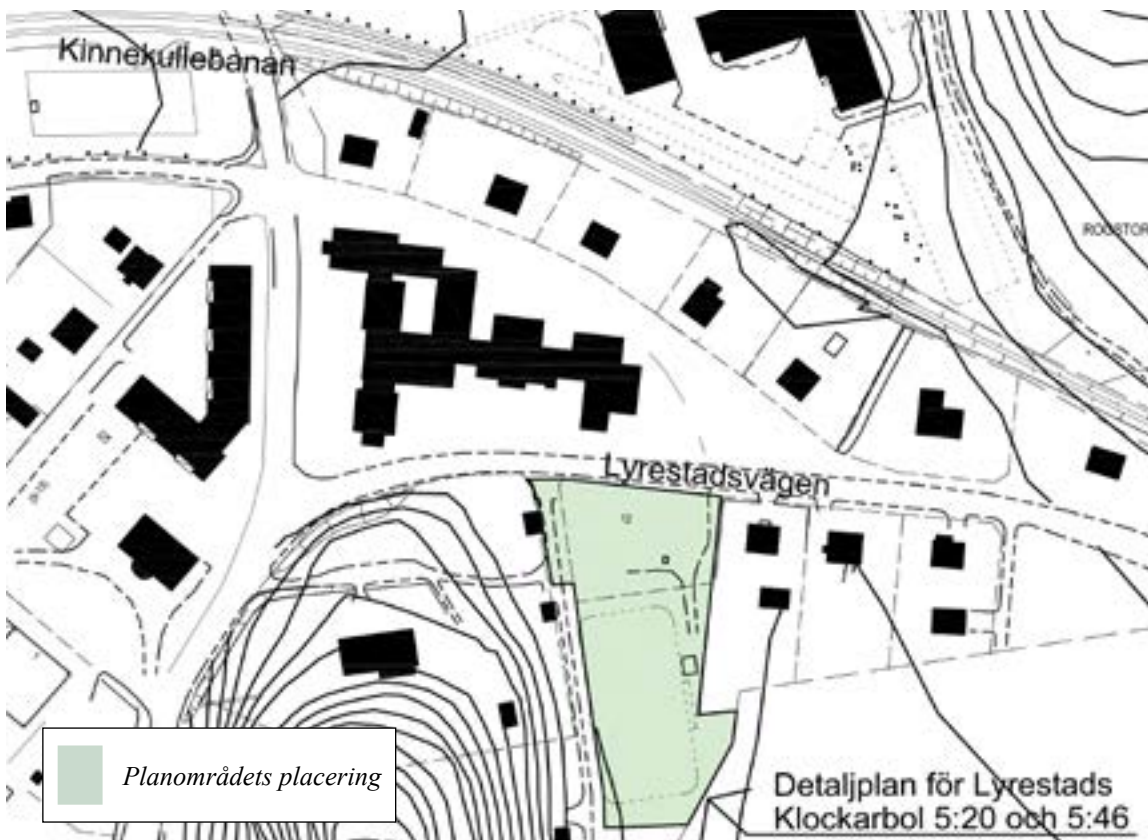 Kinnekullebanan
Lyrestadsvägen
Planområdets placering
Detaljplan för Lyrestads
Klockarbol 5:20 och 5:46